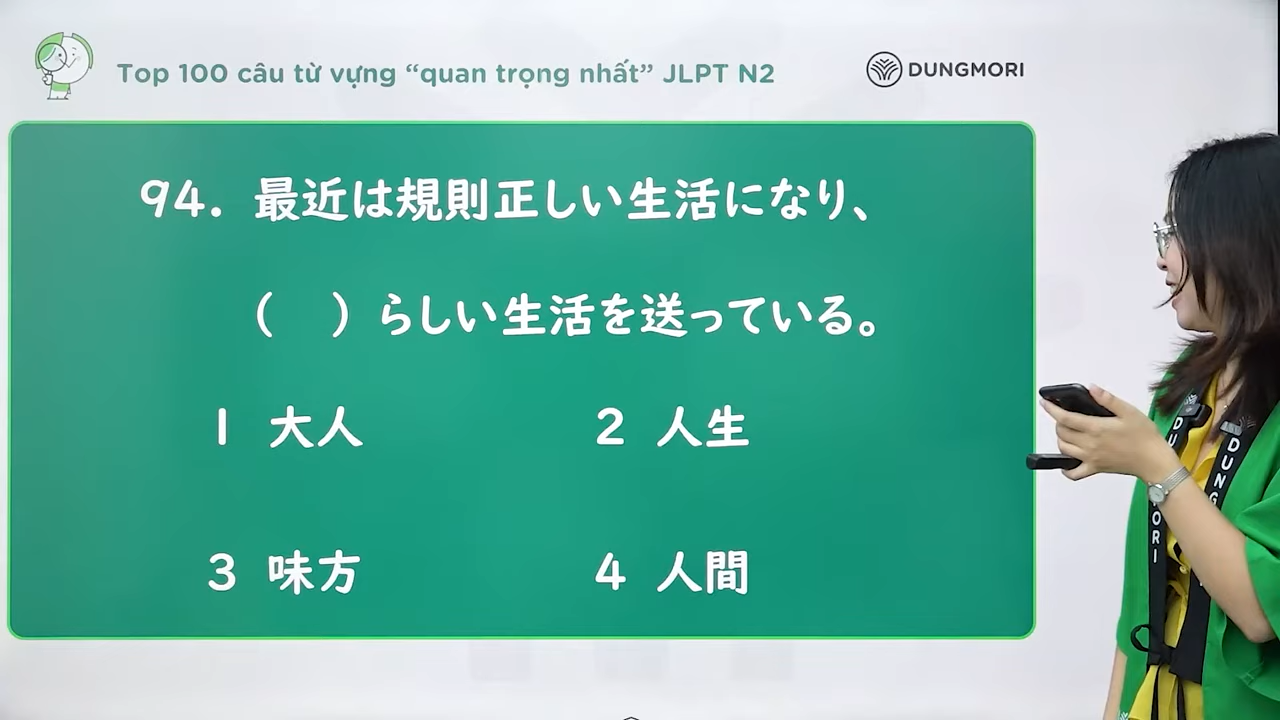 Top 100 câu từ vựng “quan trọng nhất” JLPT N2
DUNGMORI
94. 最近は規則正しい生活になり、
（　）らしい生活を送っている。
1 大人
2 人生
3 味方
4 人間
DUNG
ORI